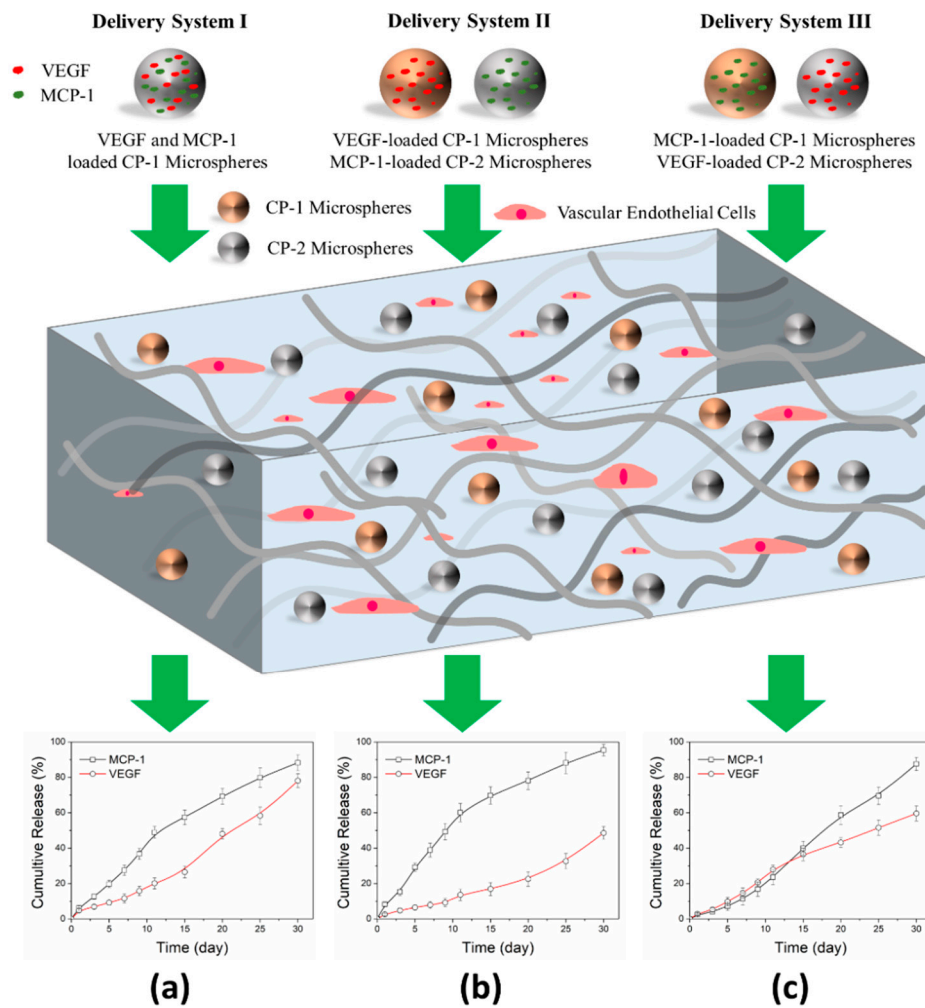 Delivery System I
Delivery System II
Delivery System III
VEGF
MCP-1
VEGF and MCP-1
loaded CP-1 Microspheres
VEGF-loaded CP-1 Microspheres
MCP-1-loaded CP-2 Microspheres
MCP-1-loaded CP-1 Microspheres
VEGF-loaded CP-2 Microspheres
CP-1 Microspheres
CP-2 Microspheres
Vascular Endothelial Cells
Cumultive Release (%)
100
80
60
40
20
0
MCP-1
VEGF
0 5 10 15 20 25 30
Time (day)
(a)
Cumultive Release (%)
100
80
60
40
20
0
MCP-1
VEGF
0 5 10 15 20 25 30
Time (day)
(b)
Cumultive Release (%)
100
80
60
40
20
0
MCP-1
VEGF
0 5 10 15 20 25 30
Time (day)
(c)